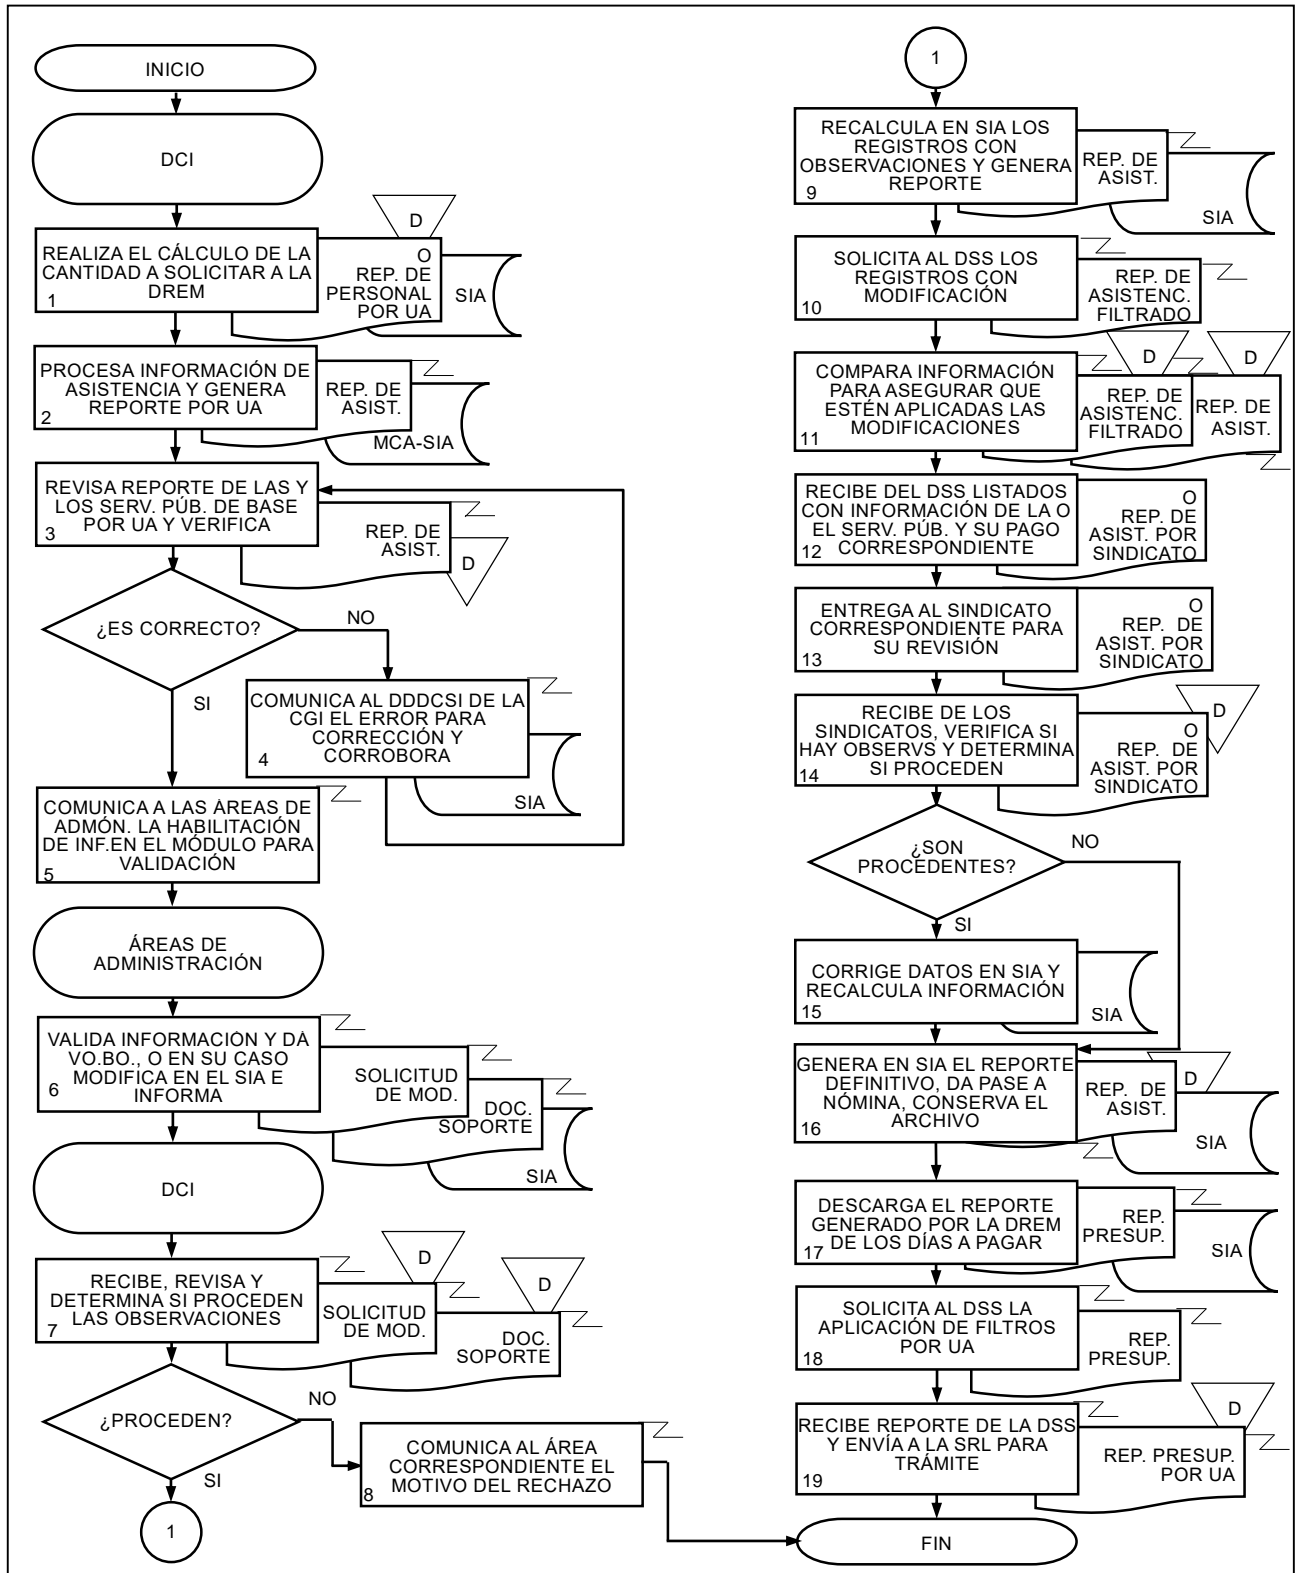 INICIO
DCI
D
REALIZA EL CÁLCULO DE LA
CANTIDAD A SOLICITAR A LA
DREM
1
O
REP. DE
PERSONAL
POR UA
SIA
PROCESA INFORMACIÓN DE
ASISTENCIA Y GENERA
REPORTE POR UA
2
REP. DE
ASIST.
MCA-SIA
REVISA REPORTE DE LAS Y
LOS SERV. PÚB. DE BASE
POR UA Y VERIFICA
3
REP. DE
ASIST.
D
¿ES CORRECTO?
NO
SI
COMUNICA AL DDDCSI DE LA
CGI EL ERROR PARA
CORRECCIÓN Y
CORROBORA
4
SIA
COMUNICA A LAS ÁREAS DE
ADMÓN. LA HABILITACIÓN
DE INF.EN EL MÓDULO PARA
VALIDACIÓN
5
ÁREAS DE
ADMINISTRACIÓN
VALIDA INFORMACIÓN Y DÁ
VO.BO., O EN SU CASO
MODIFICA EN EL SIA E
INFORMA
6
SOLICITUD
DE MOD.
DOC.
SOPORTE
SIA
DCI
RECIBE, REVISA Y
DETERMINA SI PROCEDEN
LAS OBSERVACIONES
7
D
SOLICITUD
DE MOD.
D
DOC.
SOPORTE
¿PROCEDEN?
NO
SI
COMUNICA AL ÁREA
CORRESPONDIENTE EL
MOTIVO DEL RECHAZO
8
1
1
RECALCULA EN SIA LOS
REGISTROS CON
OBSERVACIONES Y GENERA
REPORTE
9
REP. DE
ASIST.
SIA
SOLICITA AL DSS LOS
REGISTROS CON
MODIFICACIÓN
10
REP. DE
ASISTENC.
FILTRADO
COMPARA INFORMACIÓN
PARA ASEGURAR QUE
ESTÉN APLICADAS LAS
MODIFICACIONES
11
D
REP. DE
ASISTENC.
FILTRADO
D
REP. DE
ASIST.
RECIBE DEL DSS LISTADOS
CON INFORMACIÓN DE LA O
EL SERV. PÚB. Y SU PAGO
CORRESPONDIENTE
12
O
REP. DE
ASIST. POR
SINDICATO
ENTREGA AL SINDICATO
CORRESPONDIENTE PARA
SU REVISIÓN
13
O
REP. DE
ASIST. POR
SINDICATO
RECIBE DE LOS
SINDICATOS, VERIFICA SI
HAY OBSERVS Y DETERMINA
SI PROCEDEN
14
D
O
REP. DE
ASIST. POR
SINDICATO
¿SON
PROCEDENTES?
NO
SI
CORRIGE DATOS EN SIA Y
RECALCULA INFORMACIÓN
15
SIA
GENERA EN SIA EL REPORTE
DEFINITIVO, DA PASE A
NÓMINA, CONSERVA EL
ARCHIVO
16
D
REP. DE
ASIST.
SIA
DESCARGA EL REPORTE
GENERADO POR LA DREM
DE LOS DÍAS A PAGAR
17
REP.
PRESUP.
SIA
SOLICITA AL DSS LA
APLICACIÓN DE FILTROS
POR UA
18
REP.
PRESUP.
RECIBE REPORTE DE LA DSS
Y ENVÍA A LA SRL PARA
TRÁMITE
19
D
REP. PRESUP.
POR UA
FIN